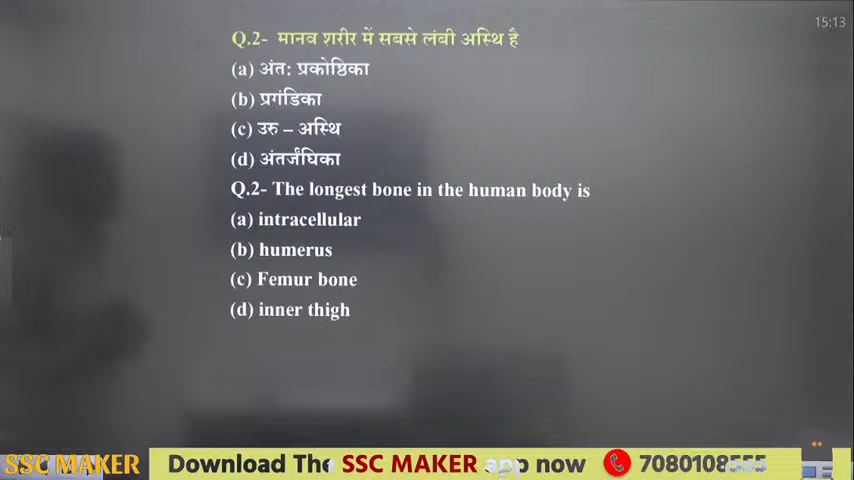 15:13
Q.2- मानव शरीर में सबसे लंबी अस्थि है
(a) अंत: प्रकोष्ठिका
(b) प्रगंडिका
(c) उरु – अस्थि
(d) अंतर्जंघिका
Q.2- The longest bone in the human body is
(a) intracellular
(b) humerus
(c) Femur bone
(d) inner thigh
SSC MAKER Download The SSC MAKER app now 7080108555